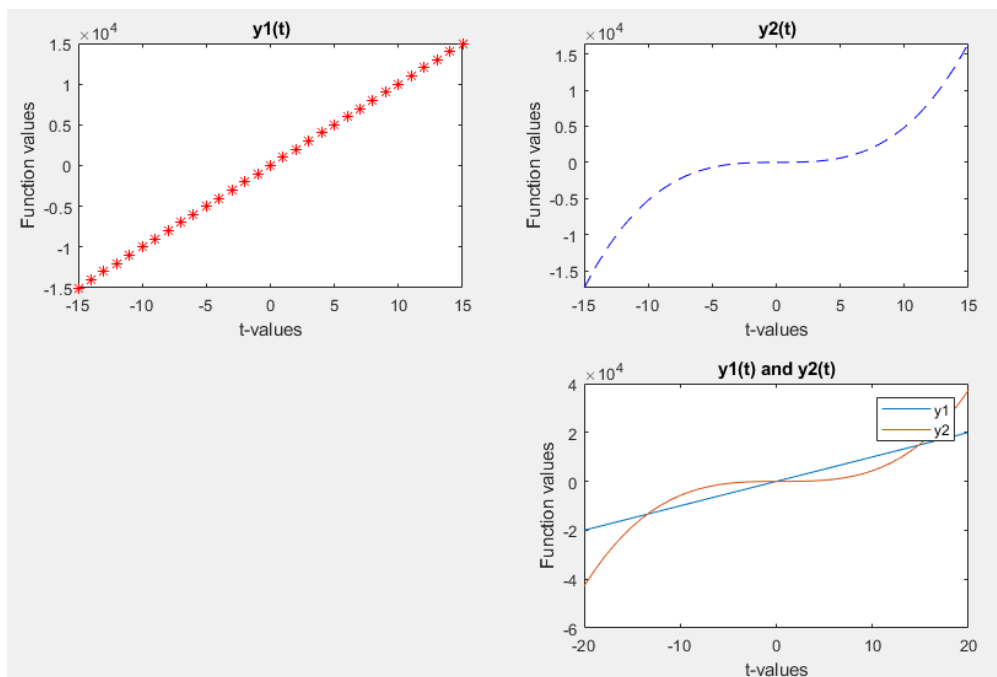 y1(t)
×10^4
1.5
1
0.5
0
-0.5
-1
-1.5
Function values
-15 -10 -5 0 5 10 15
t-values
y2(t)
×10^4
1.5
1
0.5
0
-0.5
-1
-1.5
Function values
-15 -10 -5 0 5 10 15
t-values
y1(t) and y2(t)
×10^4
4
2
0
-2
-4
-6
Function values
y1
y2
-20 -10 0 10 20
t-values